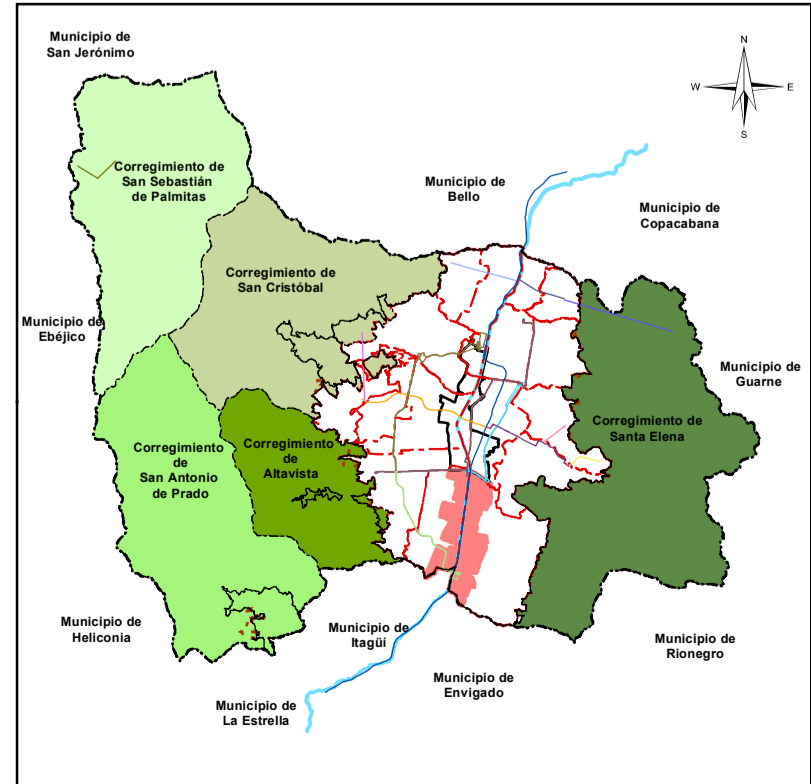 Municipio de
San Jerónimo
N
W
E
S
Corregimiento de
San Sebastián
de Palmitas
Municipio de
Bello
Municipio de
Copacabana
Corregimiento de
San Cristóbal
Municipio de
Ebéjico
Municipio de
Guarne
Corregimiento de
Santa Elena
Corregimiento
de
Altavista
Corregimiento
de
San Antonio
de Prado
Municipio de
Heliconia
Municipio de
Itagüí
Municipio de
Rionegro
Municipio de
Envigado
Municipio de
La Estrella